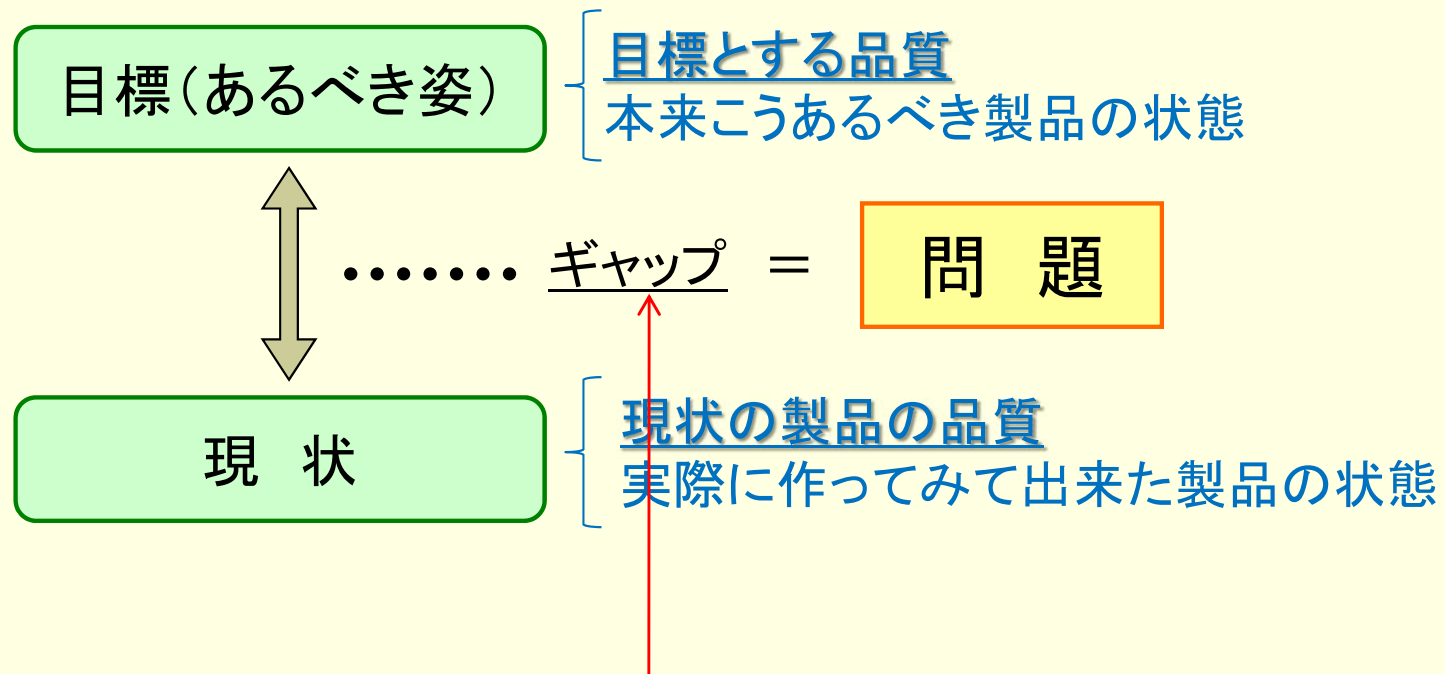 目標(あるべき姿)
目標とする品質
本来こうあるべき製品の状態
・・・・・・・ ギャップ = 問 題
現 状
現状の製品の品質
実際に作ってみて出来た製品の状態